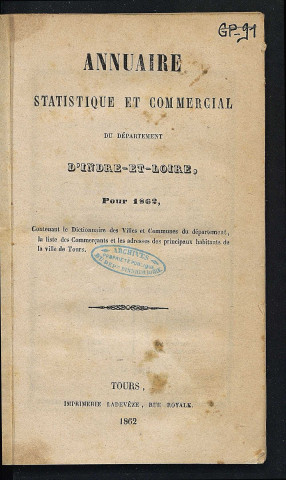 GP-91
ANNUAIRE
STATISTIQUE ET COMMERCIAL
DU DÉPARTEMENT
D'INDRE-ET-LOIRE,
Pour 1862,
Contenant le Dictionnaire des Villes et Communes du département,
la liste des Commerçants et les adresses des principaux habitants de
la ville de Tours.
ARCHIVES
TOURS,
IMPRIMERIE LADEVÈZE, RUE ROYALE.
1862